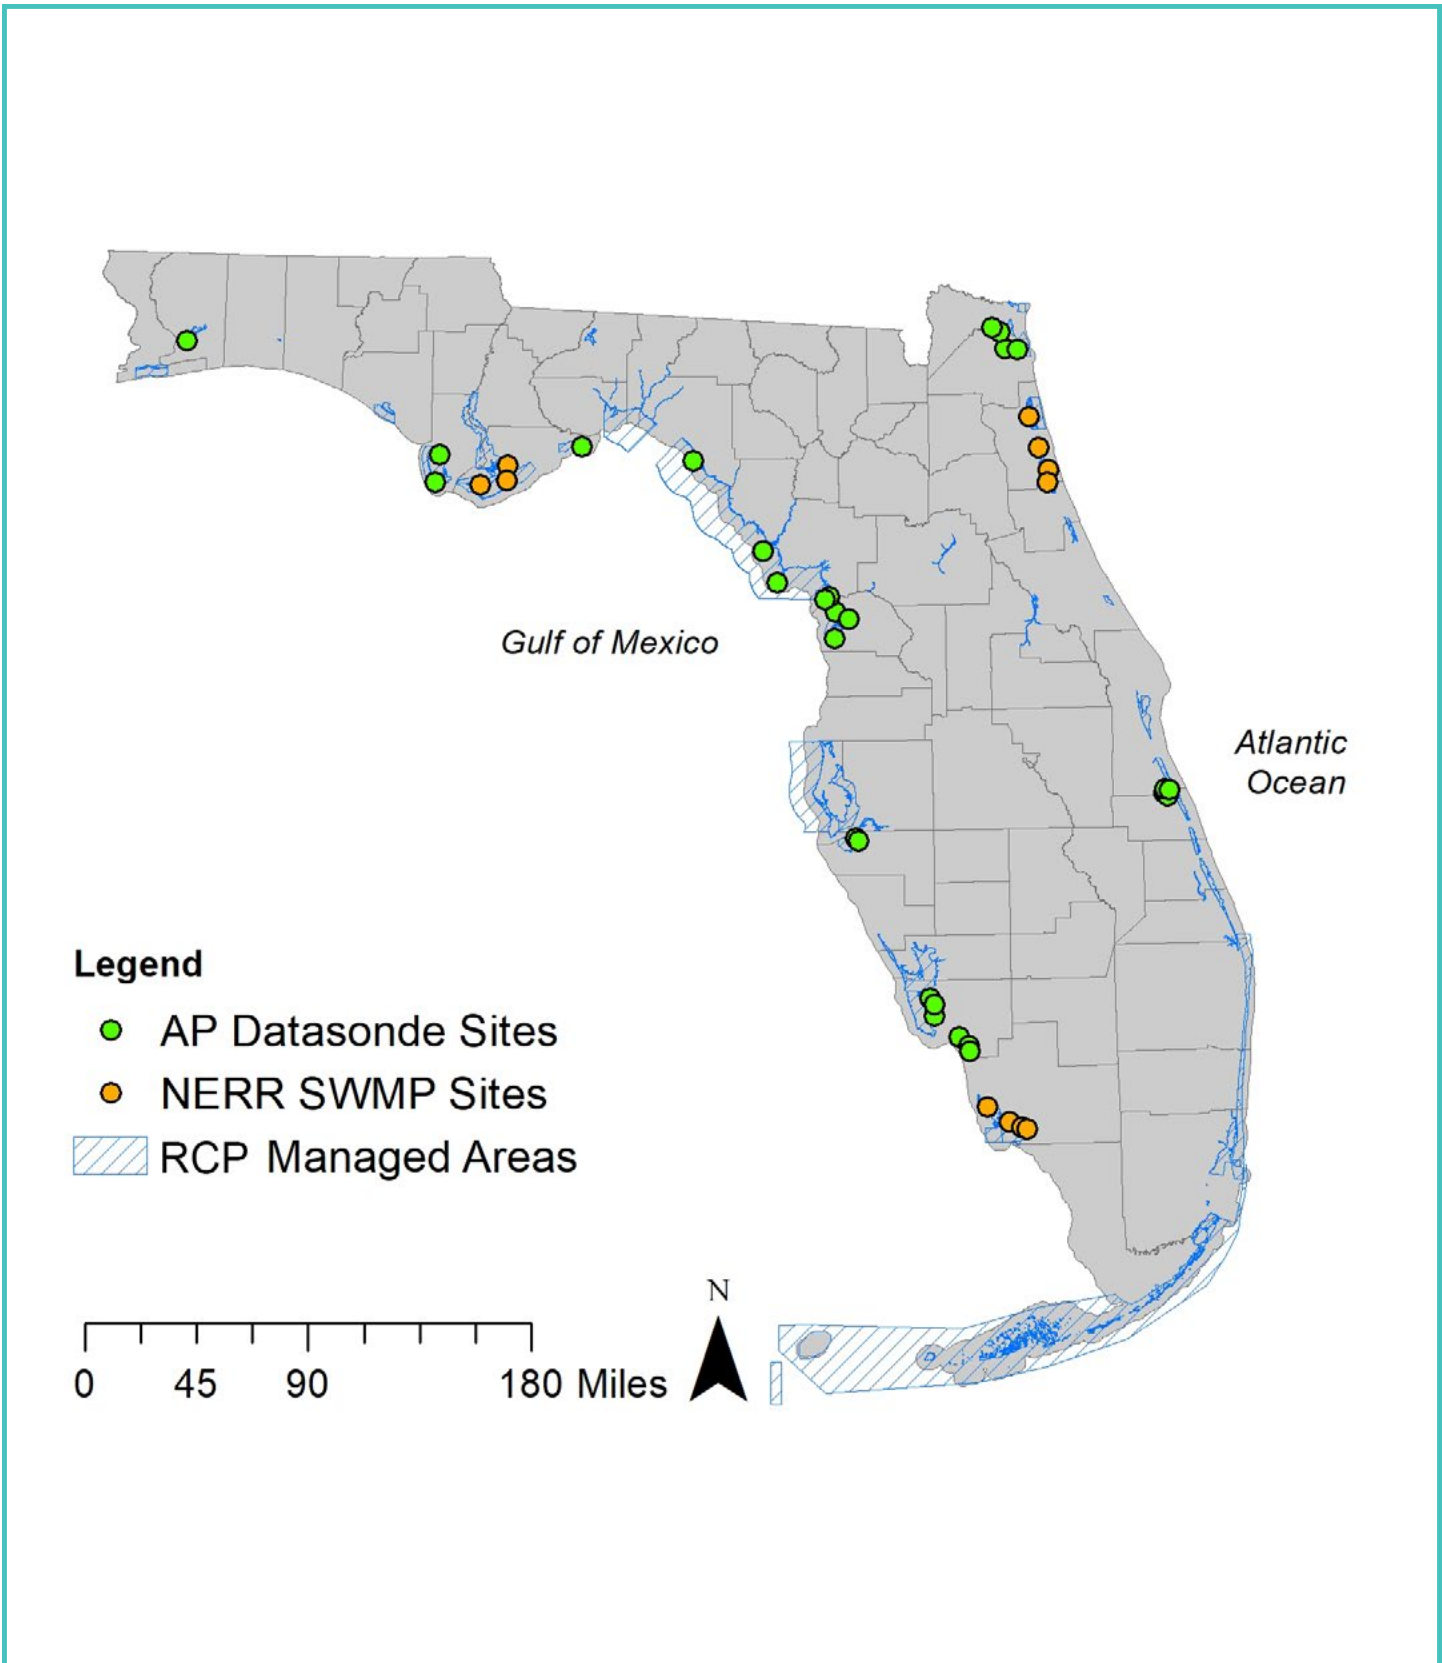 Gulf of Mexico
Atlantic
Ocean
Legend
AP Datasonde Sites
NERR SWMP Sites
RCP Managed Areas
N
0 45 90 180 Miles